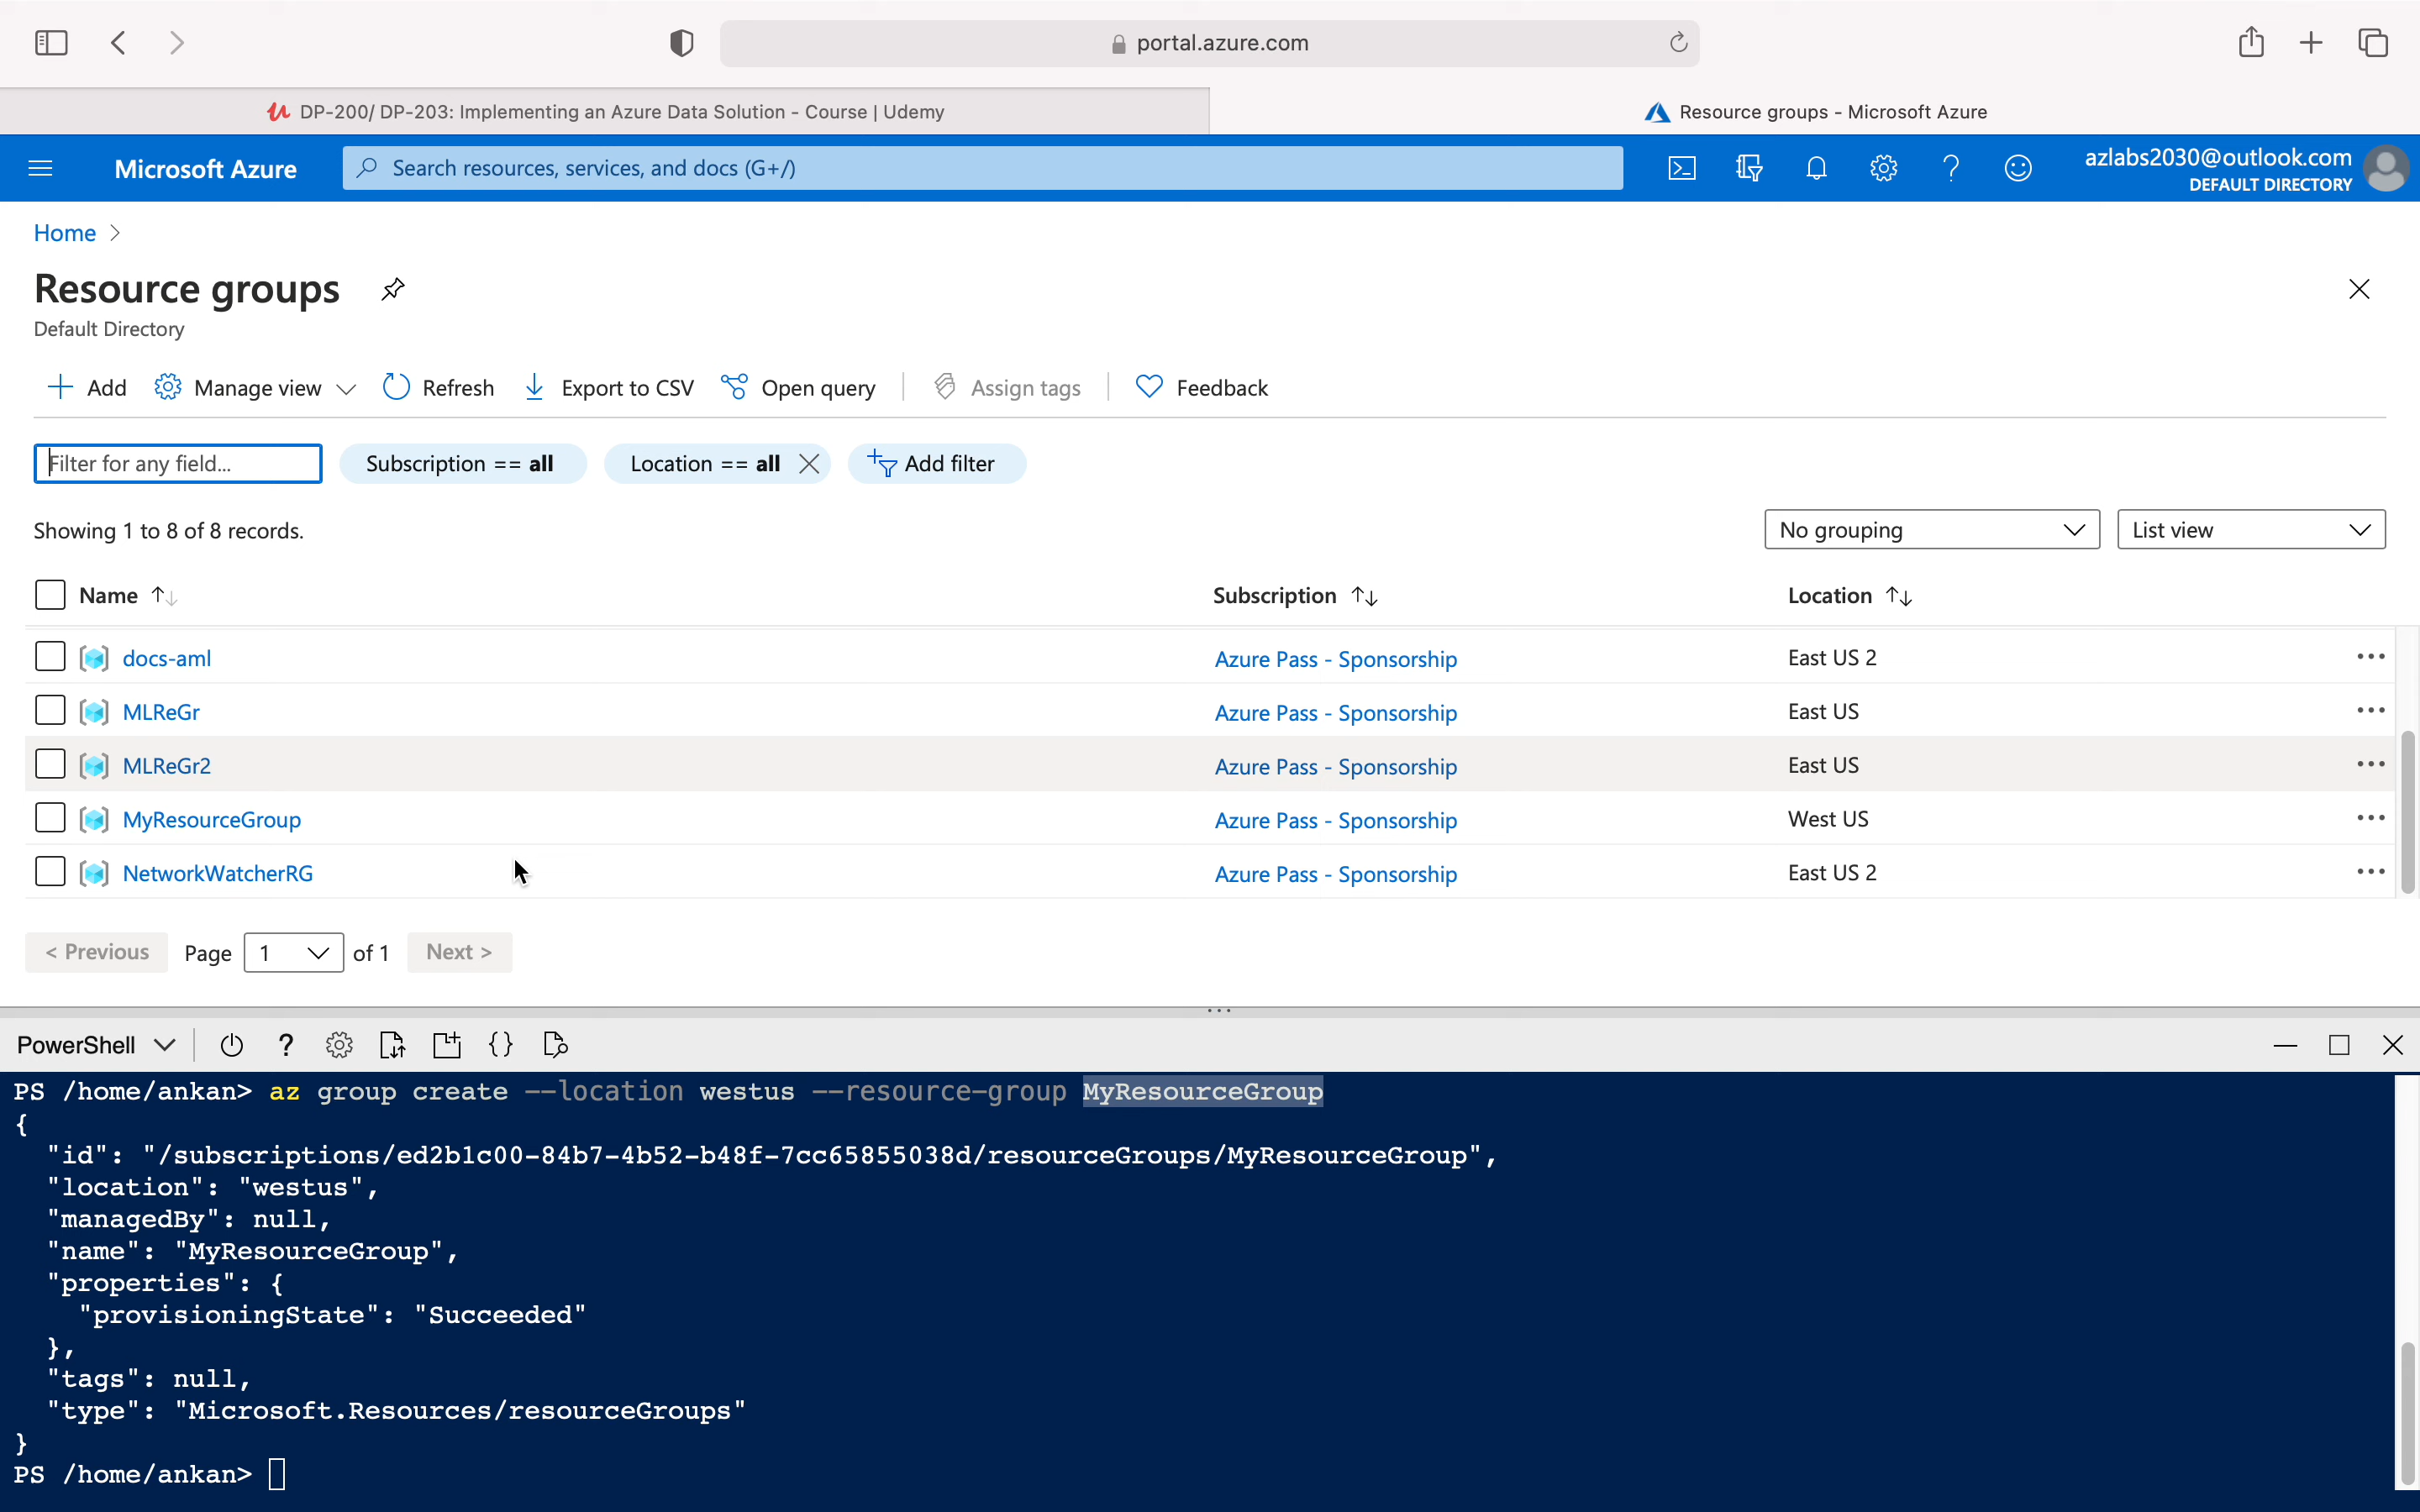 portal.azure.com
DP-200/ DP-203: Implementing an Azure Data Solution - Course | Udemy
Resource groups - Microsoft Azure
Microsoft Azure
Search resources, services, and docs (G+/)
azlabs2030@outlook.com
DEFAULT DIRECTORY
Home >
Resource groups
Default Directory
Add Manage view Refresh Export to CSV Open query Assign tags Feedback
Filter for any field... Subscription == all Location == all Add filter
Showing 1 to 8 of 8 records.
No grouping List view
Name Subscription Location
docs-aml Azure Pass - Sponsorship East US 2
MLReGr Azure Pass - Sponsorship East US
MLReGr2 Azure Pass - Sponsorship East US
MyResourceGroup Azure Pass - Sponsorship West US
NetworkWatcherRG Azure Pass - Sponsorship East US 2
< Previous Page 1 of 1 Next >
PowerShell
PS /home/ankan> az group create --location westus --resource-group MyResourceGroup
{
"id": "/subscriptions/ed2b1c00-84b7-4b52-b48f-7cc65855038d/resourceGroups/MyResourceGroup",
"location": "westus",
"managedBy": null,
"name": "MyResourceGroup",
"properties": {
"provisioningState": "Succeeded"
},
"tags": null,
"type": "Microsoft.Resources/resourceGroups"
}
PS /home/ankan>